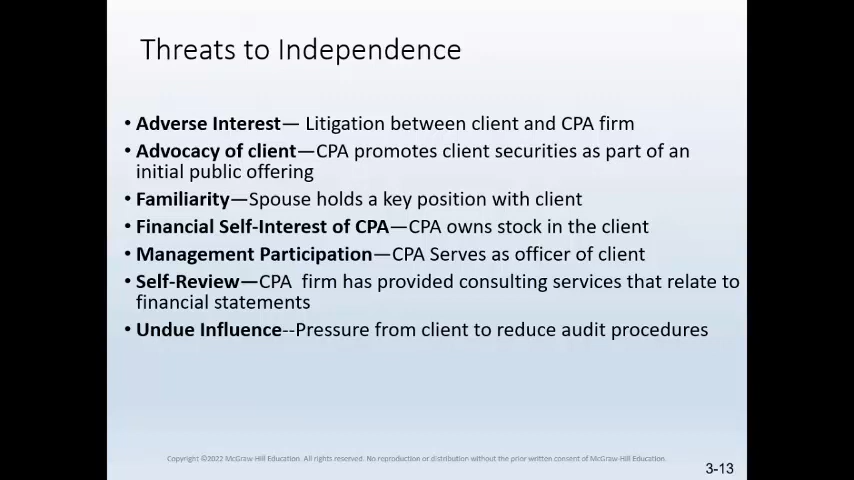 Threats to Independence
• Adverse Interest— Litigation between client and CPA firm
• Advocacy of client—CPA promotes client securities as part of an
initial public offering
• Familiarity—Spouse holds a key position with client
• Financial Self-Interest of CPA—CPA owns stock in the client
• Management Participation—CPA Serves as officer of client
• Self-Review—CPA  firm has provided consulting services that relate to
financial statements
• Undue Influence--Pressure from client to reduce audit procedures
Copyright ©2022 McGraw-Hill Education. All rights reserved. No reproduction or distribution without the prior written consent of McGraw-Hill Education.
3-13